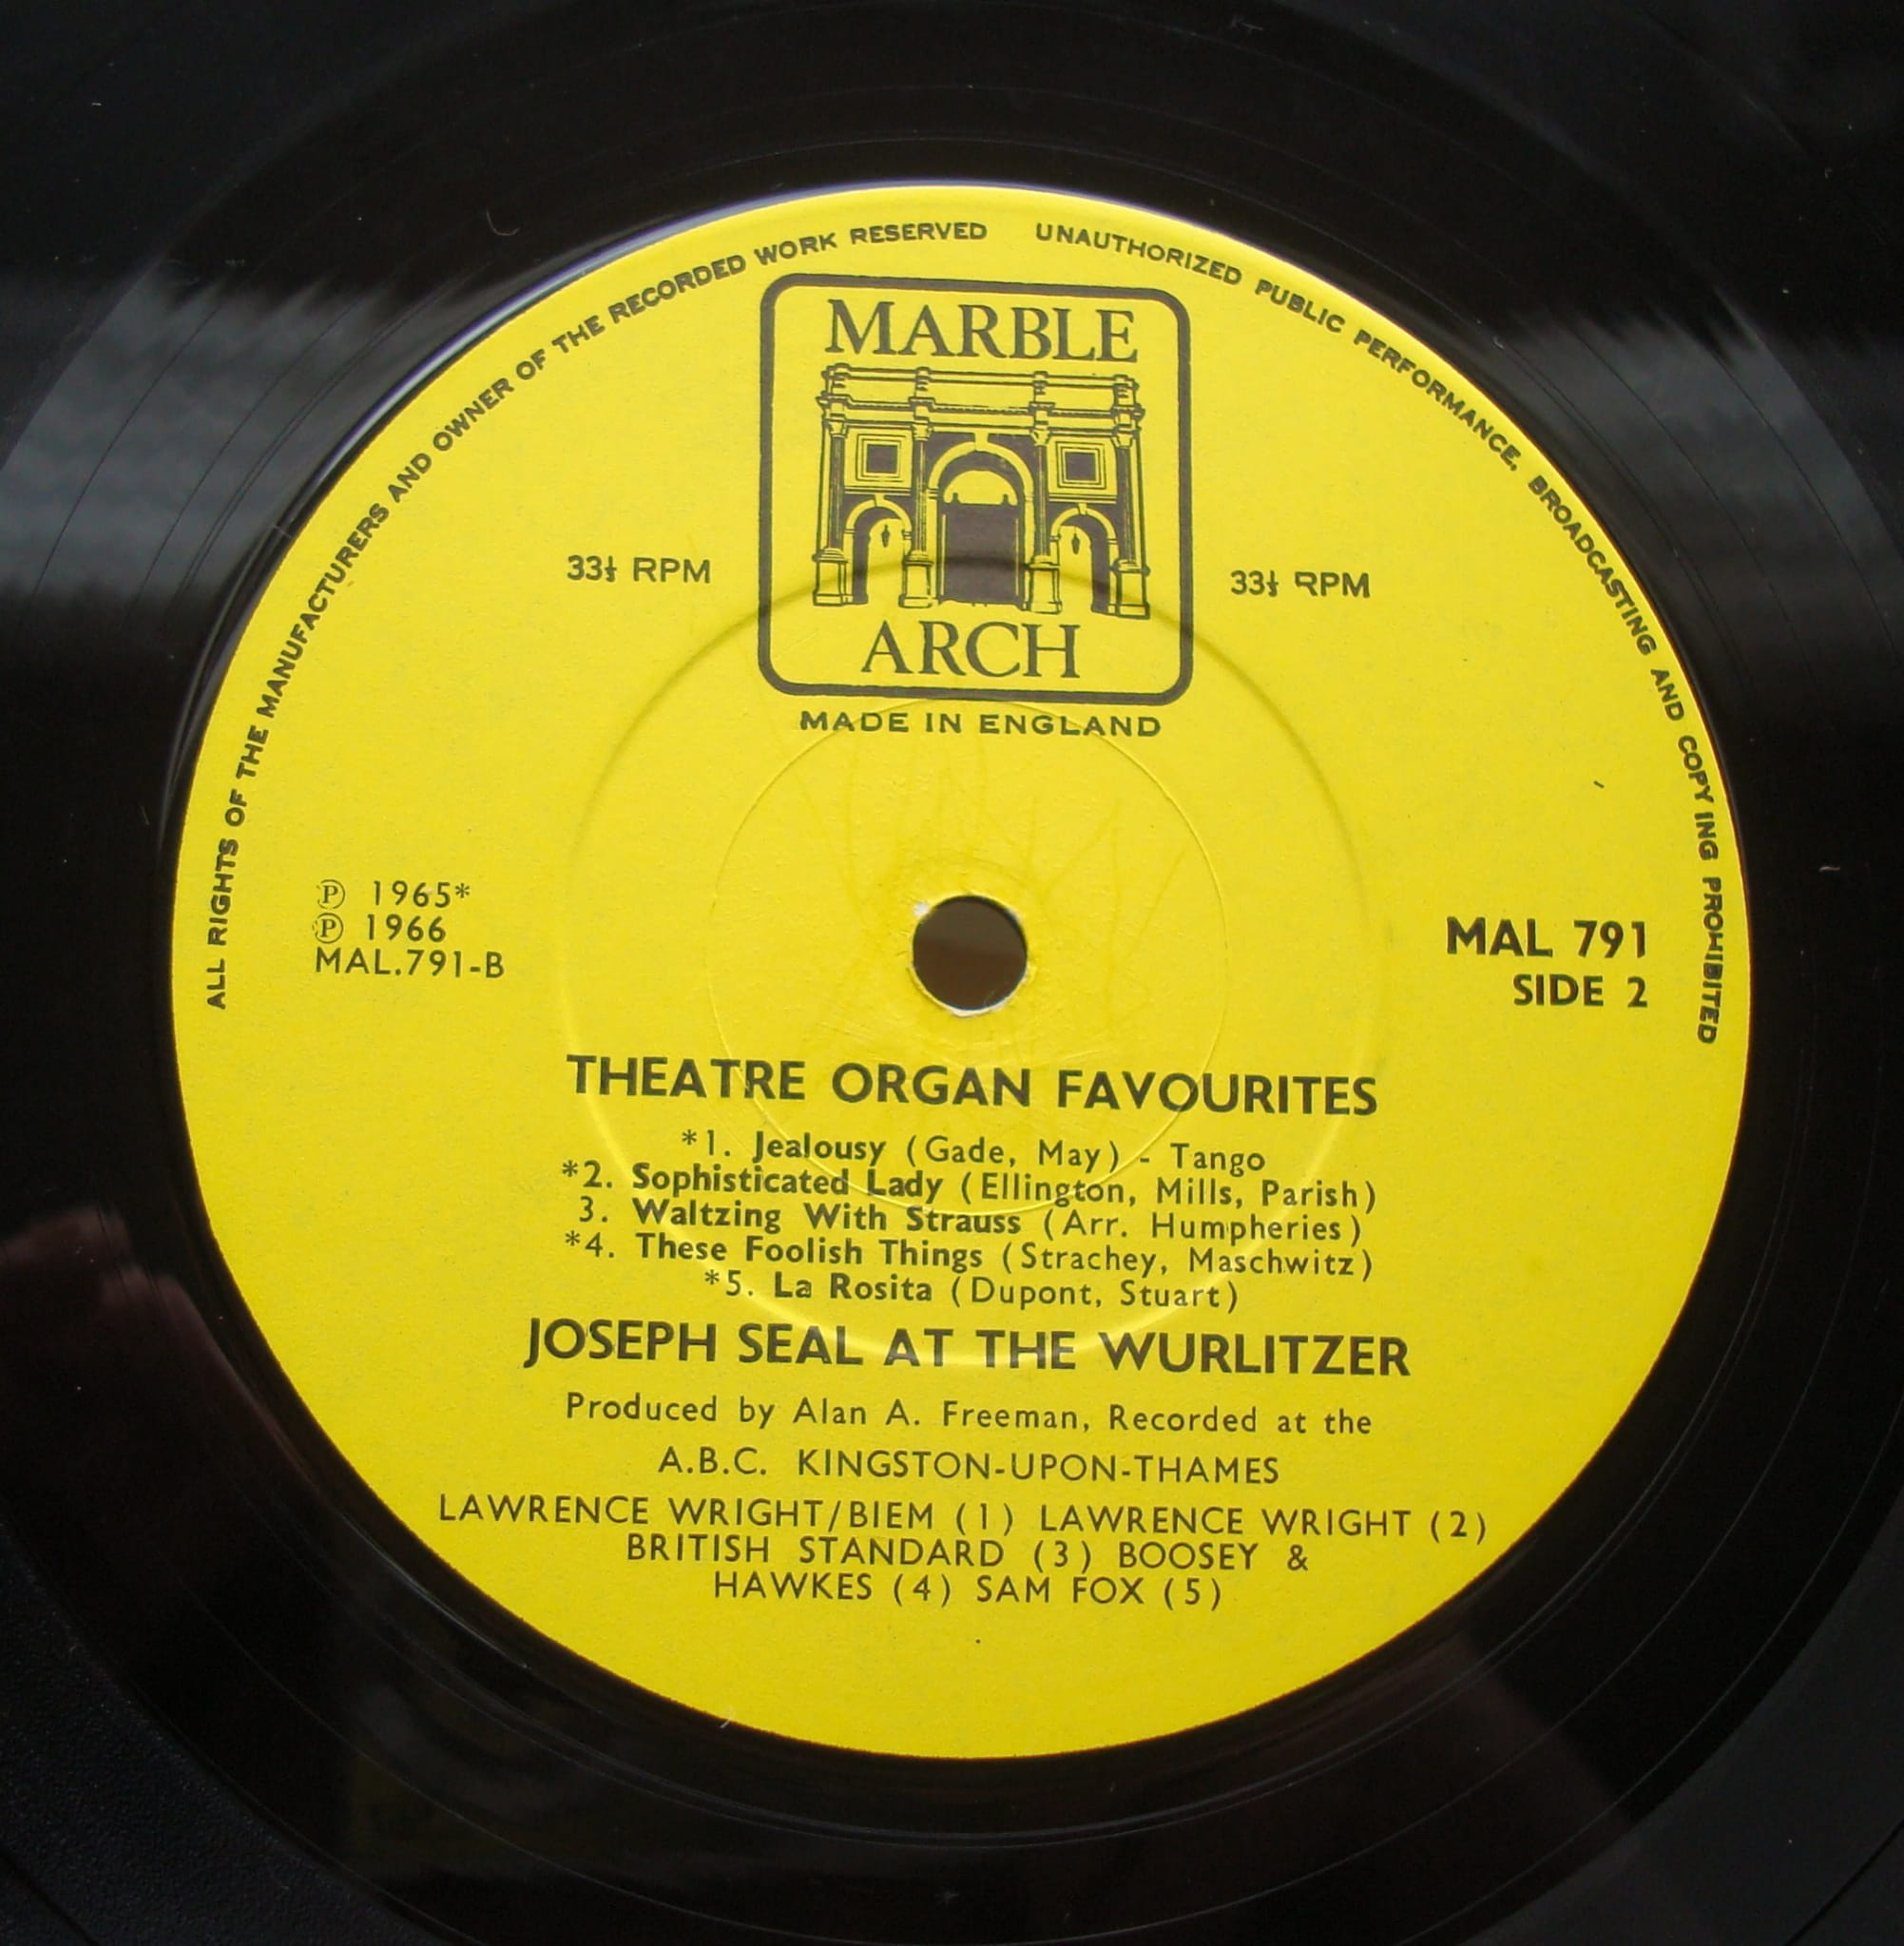 ALL RIGHTS OF THE MANUFACTURERS AND OWNER OF THE RECORDED WORK RESERVED UNAUTHORIZED PUBLIC PERFORMANCE, BROADCASTING AND COPYING PROHIBITED
MARBLE
ARCH
33⅓ RPM
33⅓ RPM
MADE IN ENGLAND
Ⓟ 1965*
Ⓟ 1966
MAL.791-B
MAL 791
SIDE 2
THEATRE ORGAN FAVOURITES
*1. Jealousy (Gade, May) - Tango
*2. Sophisticated Lady (Ellington, Mills, Parish)
3. Waltzing With Strauss (Arr. Humpheries)
*4. These Foolish Things (Strachey, Maschwitz)
*5. La Rosita (Dupont, Stuart)
JOSEPH SEAL AT THE WURLITZER
Produced by Alan A. Freeman, Recorded at the
A.B.C. KINGSTON-UPON-THAMES
LAWRENCE WRIGHT/BIEM (1) LAWRENCE WRIGHT (2)
BRITISH STANDARD (3) BOOSEY &
HAWKES (4) SAM FOX (5)